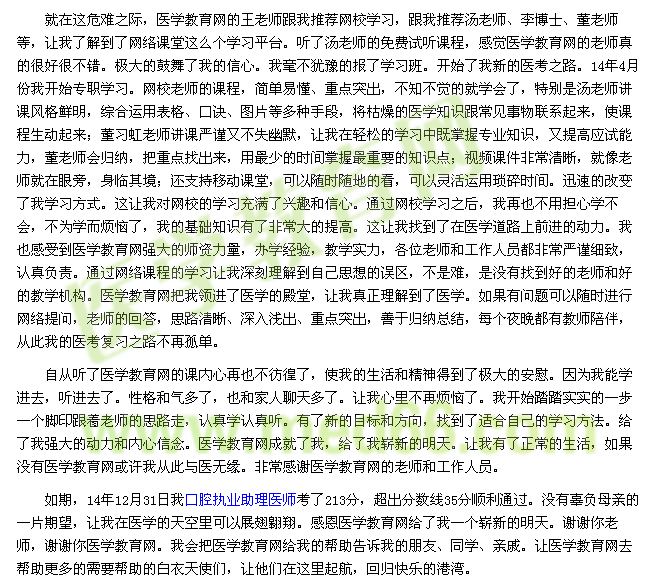 就在这危难之际，医学教育网的王老师跟我推荐网校学习，跟我推荐汤老师、李博士、董老师
等，让我了解到了网络课堂这么个学习平台。听了汤老师的免费试听课程，感觉医学教育网的老师真
的很好很不错。极大的鼓舞了我的信心。我毫不犹豫的报了学习班。开始了我新的医考之路。14年4月
份我开始专职学习。网校老师的课程，简单易懂、重点突出，不知不觉的就学会了，特别是汤老师讲
课风格鲜明，综合运用表格、口诀、图片等多种手段，将枯燥的医学知识跟常见事物联系起来，使课
程生动起来；董习虹老师讲课严谨又不失幽默，让我在轻松的学习中既掌握专业知识，又提高应试能
力，董老师会归纳，把重点找出来，用最少的时间掌握最重要的知识点；视频课件非常清晰，就像老
师就在眼旁，身临其境；还支持移动课堂，可以随时随地的看，可以灵活运用琐碎时间。迅速的改变
了我学习方式。这让我对网校的学习充满了兴趣和信心。通过网校学习之后，我再也不用担心学不
会，不为学而烦恼了，我的基础知识有了非常大的提高。这让我找到了在医学道路上前进的动力。我
也感受到医学教育网强大的师资力量，办学经验，教学实力，各位老师和工作人员都非常严谨细致，
认真负责。通过网络课程的学习让我深刻理解到自己思想的误区，不是难，是没有找到好的老师和好
的教学机构。医学教育网把我领进了医学的殿堂，让我真正理解到了医学。如果有问题可以随时进行
网络提问，老师的回答，思路清晰、深入浅出、重点突出，善于归纳总结，每个夜晚都有教师陪伴，
从此我的医考复习之路不再孤单。
自从听了医学教育网的课内心再也不彷徨了，使我的生活和精神得到了极大的安慰。因为我能学
进去，听进去了。性格和气多了，也和家人聊天多了。让我心里不再烦恼了。我开始踏踏实实的一步
一个脚印跟着老师的思路走，认真学认真听。有了新的目标和方向，找到了适合自己的学习方法。给
了我强大的动力和内心信念。医学教育网成就了我，给了我崭新的明天。让我有了正常的生活，如果
没有医学教育网或许我从此与医无缘。非常感谢医学教育网的老师和工作人员。
如期，14年12月31日我口腔执业助理医师考了213分，超出分数线35分顺利通过。没有辜负母亲的
一片期望，让我在医学的天空里可以展翅翱翔。感恩医学教育网给了我一个崭新的明天。谢谢你老
师，谢谢你医学教育网。我会把医学教育网给我的帮助告诉我的朋友、同学、亲戚。让医学教育网去
帮助更多的需要帮助的白衣天使们，让他们在这里起航，回归快乐的港湾。
医学教育网
www.med66.com